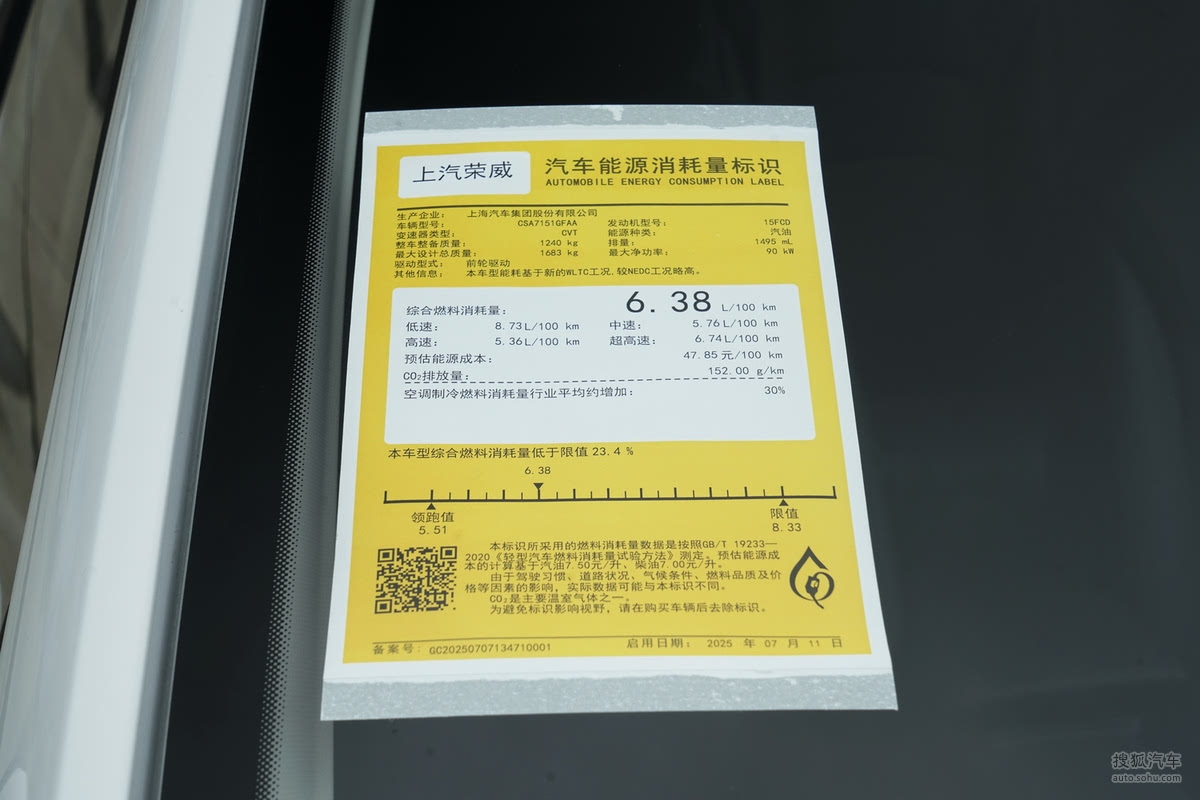 上汽荣威
汽车能源消耗量标识
AUTOMOBILE ENERGY CONSUMPTION LABEL
生产企业: 上海汽车集团股份有限公司
车辆型号: CSA7151GFAA 发动机型号: 15FCD
变速器类型: CVT 能源种类: 汽油
整车整备质量: 1240 kg 排量: 1495 mL
最大设计总质量: 1683 kg 最大净功率: 90 kW
驱动型式: 前轮驱动
其他信息: 本车型能耗基于新的WLTC工况,较NEDC工况略高。
综合燃料消耗量: 6.38 L/100 km
低速: 8.73L/100 km 中速: 5.76L/100 km
高速: 5.36L/100 km 超高速: 6.74L/100 km
预估能源成本: 47.85元/100 km
CO₂排放量: 152.00 g/km
空调制冷燃料消耗量行业平均约增加: 30%
本车型综合燃料消耗量低于限值23.4 %
6.38
领跑值 限值
5.51 8.33
本标识所采用的燃料消耗量数据是按照GB/T 19233—
2020《轻型汽车燃料消耗量试验方法》测定。预估能源成
本的计算基于汽油7.50元/升、柴油7.00元/升。
由于驾驶习惯、道路状况、气候条件、燃料品质及价
格等因素的影响,实际数据可能与本标识不同。
CO₂是主要温室气体之一。
为避免标识影响视野,请在购买车辆后去除标识。
备案号: GC20250707134710001 启用日期: 2025 年 07 月 11 日
搜狐汽车
auto.sohu.com